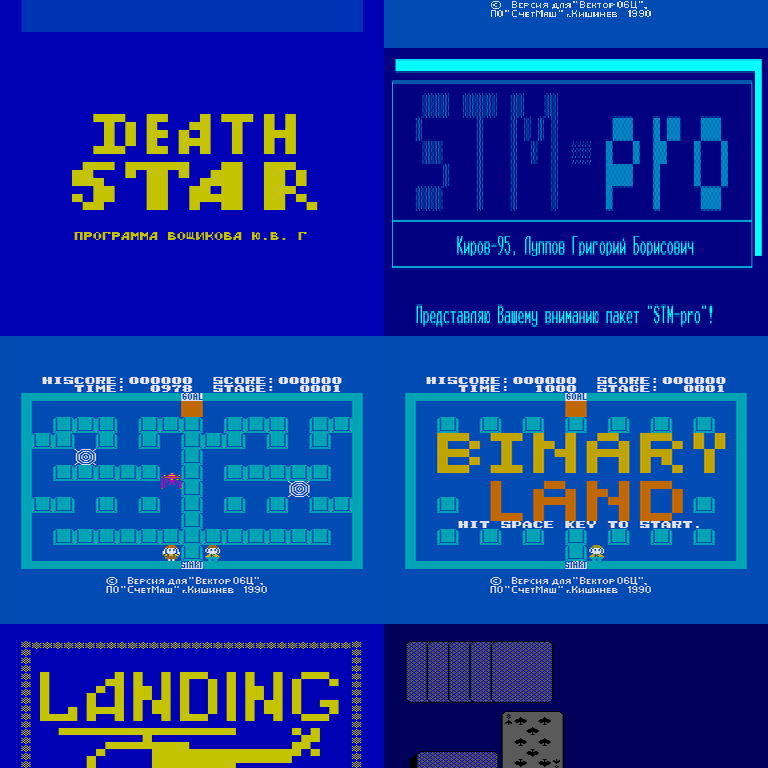 © Версия для "Вектор 06Ц",
ПО "СчетМаш" г.Кишинев 1990
DEATH
STAR
ПРОГРАММА ВОЩИКОВА Ю.В. Г
STM-pro
Киров-95, Луппов Григорий Борисович
Представляю Вашему вниманию пакет "STM-pro"!
HISCORE:000000 SCORE:000000
TIME: 0978 STAGE: 0001
GOAL
START
© Версия для "Вектор 06Ц",
ПО "СчетМаш" г.Кишинев 1990
HISCORE:000000 SCORE:000000
TIME: 1000 STAGE: 0001
GOAL
BINARY
LAND
HIT SPACE KEY TO START.
START
© Версия для "Вектор 06Ц",
ПО "СчетМаш" г.Кишинев 1990
LANDING